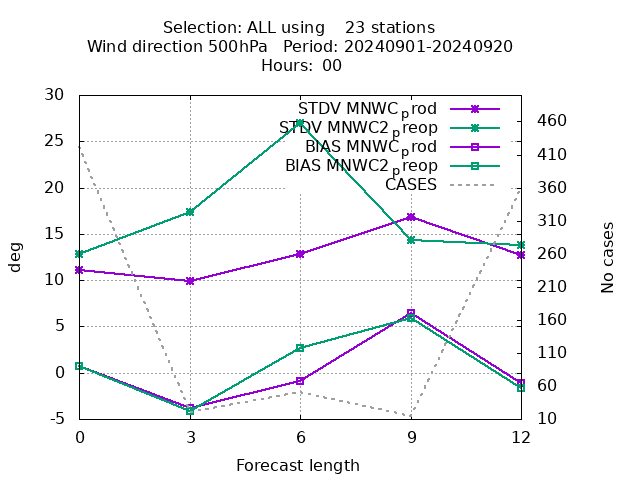 Selection: ALL using 23 stations
Wind direction 500hPa Period: 20240901-20240920
Hours: 00
30
25
20
15
10
5
0
-5
deg
STDV MNWC_prod
STDV MNWC2_preop
BIAS MNWC_prod
BIAS MNWC2_preop
CASES
460
410
360
310
260
210
160
110
60
10
No cases
0 3 6 9 12
Forecast length